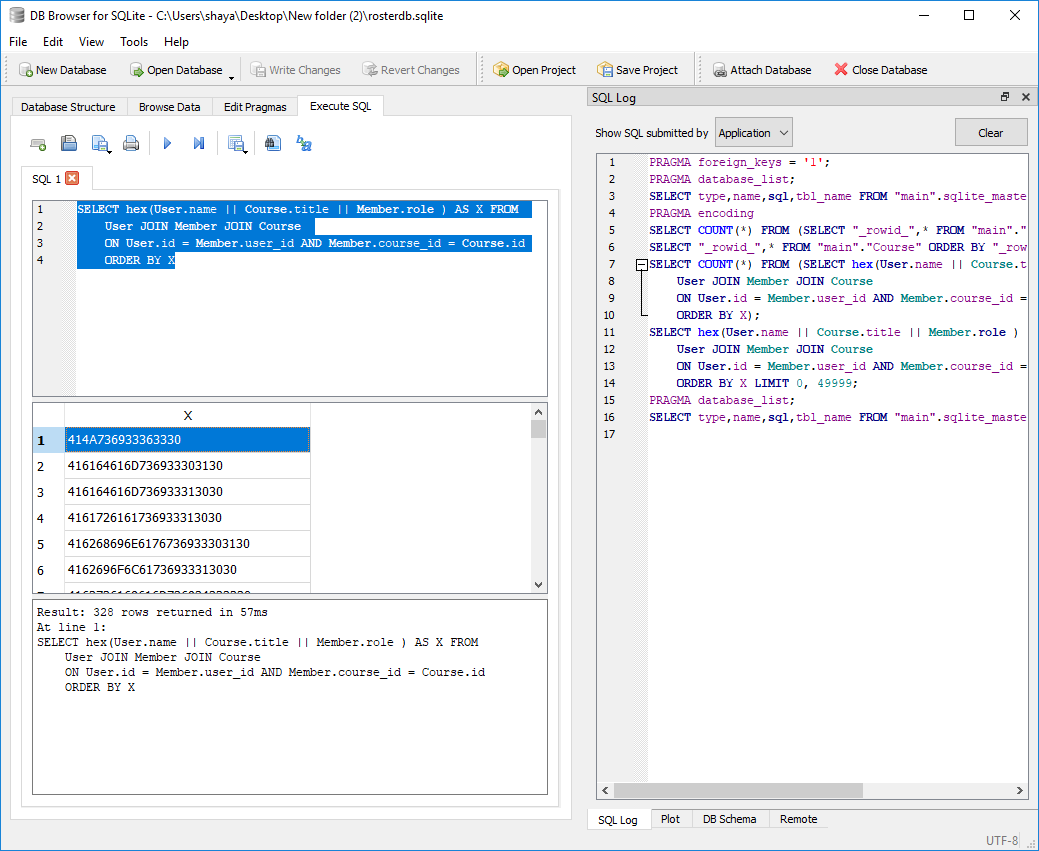 DB Browser for SQLite - C:\Users\shaya\Desktop\New folder (2)\rosterdb.sqlite
File Edit View Tools Help
New Database Open Database Write Changes Revert Changes Open Project Save Project Attach Database Close Database
Database Structure Browse Data Edit Pragmas Execute SQL
SQL 1
1 SELECT hex(User.name || Course.title || Member.role ) AS X FROM
2 User JOIN Member JOIN Course
3 ON User.id = Member.user_id AND Member.course_id = Course.id
4 ORDER BY X
X
1 414A736933363330
2 416164616D736933303130
3 416164616D736933313030
4 4161726161736933313030
5 416268696E6176736933303130
6 4162696F6C61736933313030
Result: 328 rows returned in 57ms
At line 1:
SELECT hex(User.name || Course.title || Member.role ) AS X FROM
User JOIN Member JOIN Course
ON User.id = Member.user_id AND Member.course_id = Course.id
ORDER BY X
SQL Log
Show SQL submitted by Application Clear
1 PRAGMA foreign_keys = '1';
2 PRAGMA database_list;
3 SELECT type,name,sql,tbl_name FROM "main".sqlite_maste
4 PRAGMA encoding
5 SELECT COUNT(*) FROM (SELECT "_rowid_",* FROM "main"."
6 SELECT "_rowid_",* FROM "main"."Course" ORDER BY "_row
7 SELECT COUNT(*) FROM (SELECT hex(User.name || Course.t
8 User JOIN Member JOIN Course
9 ON User.id = Member.user_id AND Member.course_id =
10 ORDER BY X);
11 SELECT hex(User.name || Course.title || Member.role )
12 User JOIN Member JOIN Course
13 ON User.id = Member.user_id AND Member.course_id =
14 ORDER BY X LIMIT 0, 49999;
15 PRAGMA database_list;
16 SELECT type,name,sql,tbl_name FROM "main".sqlite_maste
17
SQL Log Plot DB Schema Remote
UTF-8